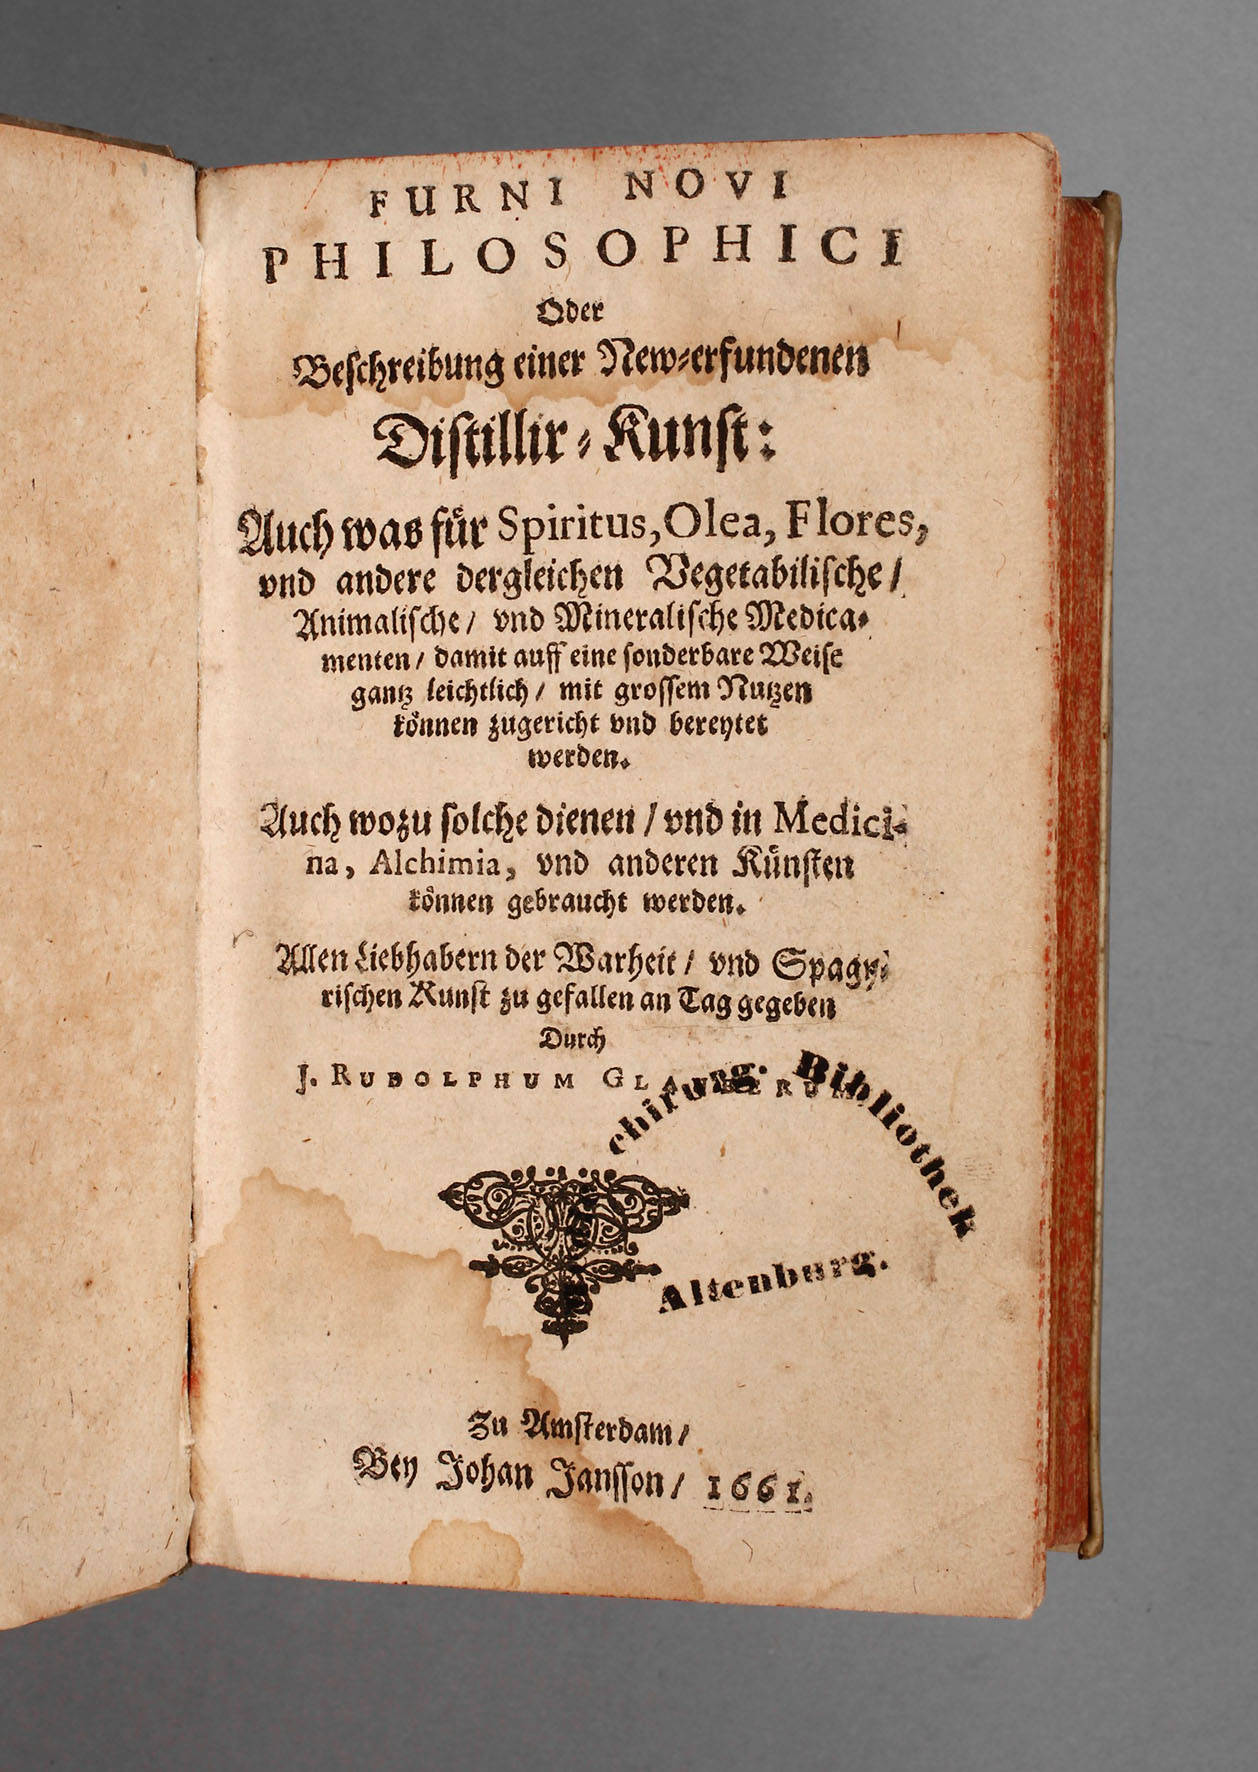 FURNI NOVI
PHILOSOPHICI
Oder
Beschreibung einer New-erfundenen
Distillir-Kunst:
Auch was für Spiritus, Olea, Flores,
vnd andere dergleichen Vegetabilische/
Animalische/ vnd Mineralische Medica-
menten/ damit auff eine sonderbare Weise
gantz leichtlich/ mit grossem Nutzen
können zugericht vnd bereytet
werden.
Auch wozu solche dienen/ vnd in Medici-
na, Alchimia, vnd anderen Künsten
können gebraucht werden.
Allen Liebhabern der Warheit/ vnd Spagy-
rischen Kunst zu gefallen an Tag gegeben
Durch
J. RUDOLPHUM GLAUBERUM
chirurg. Bibliothek
Altenburg.
Zu Amsterdam/
Bey Johan Jansson/ 1661.